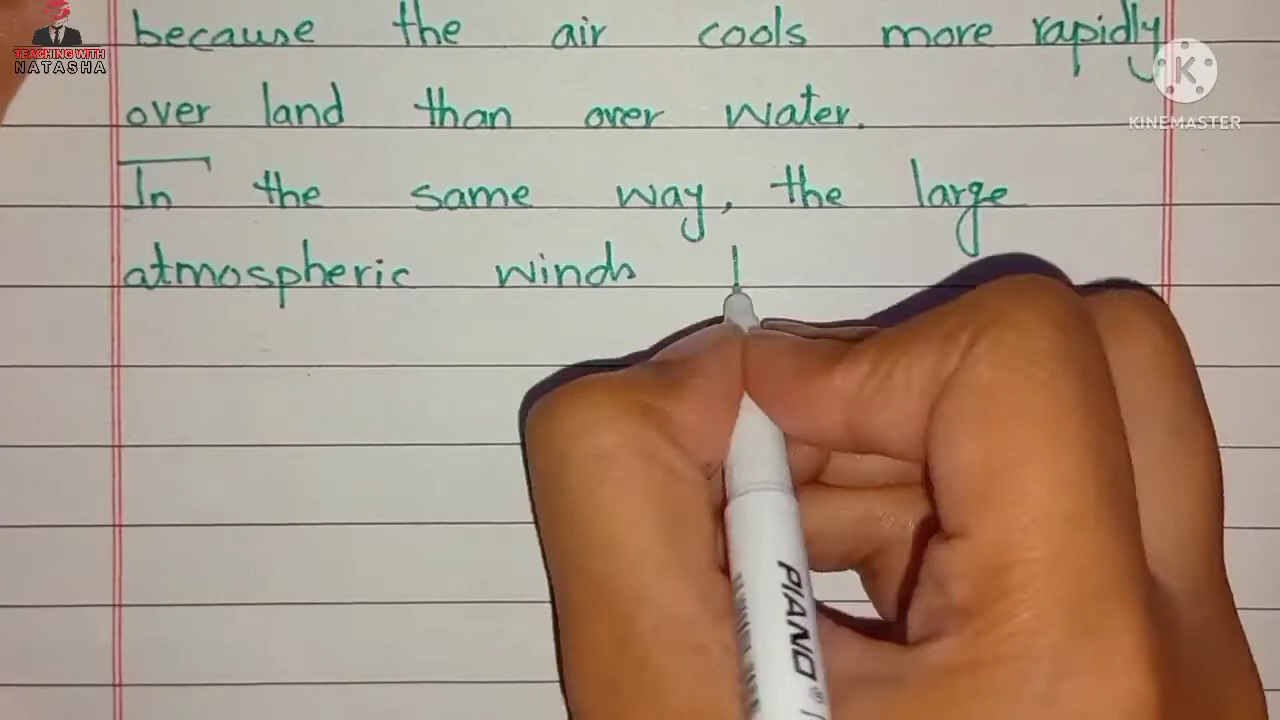 TEACHING WITH
NATASHA
because the air cools more rapidly
over land than over water.
In the same way, the large
atmospheric winds
KINEMASTER
PIANO